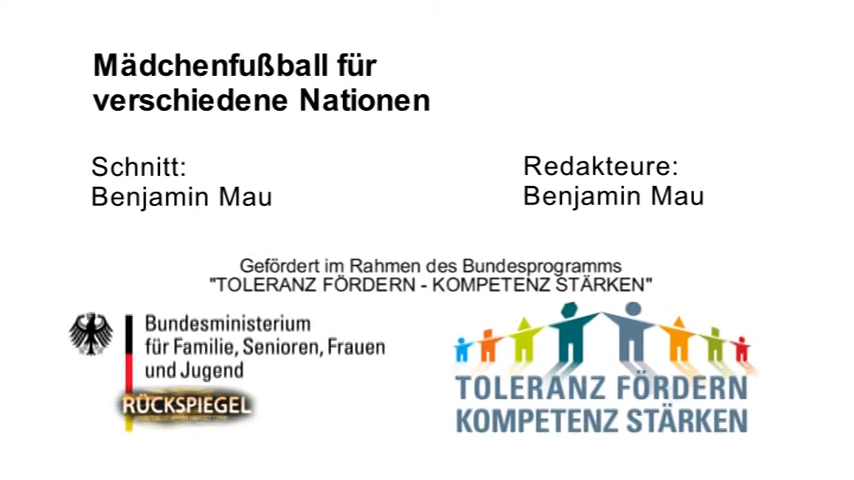 Mädchenfußball für
verschiedene Nationen
Schnitt:
Benjamin Mau
Redakteure:
Benjamin Mau
Gefördert im Rahmen des Bundesprogramms
"TOLERANZ FÖRDERN - KOMPETENZ STÄRKEN"
Bundesministerium
für Familie, Senioren, Frauen
und Jugend
RÜCKSPIEGEL
TOLERANZ FÖRDERN
KOMPETENZ STÄRKEN